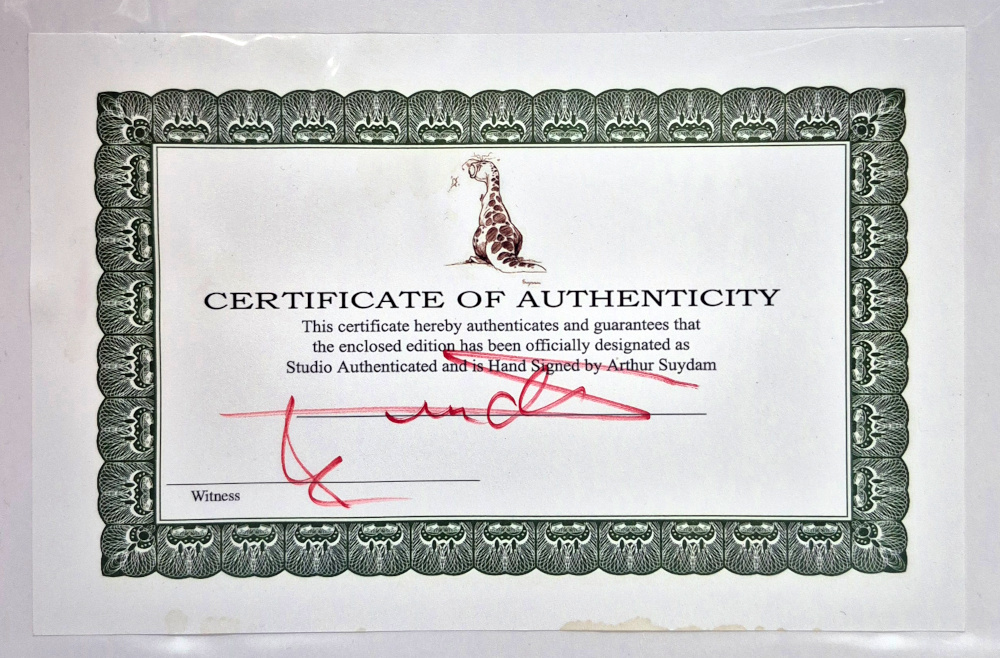 CERTIFICATE OF AUTHENTICITY
This certificate hereby authenticates and guarantees that
the enclosed edition has been officially designated as
Studio Authenticated and is Hand Signed by Arthur Suydam
Witness